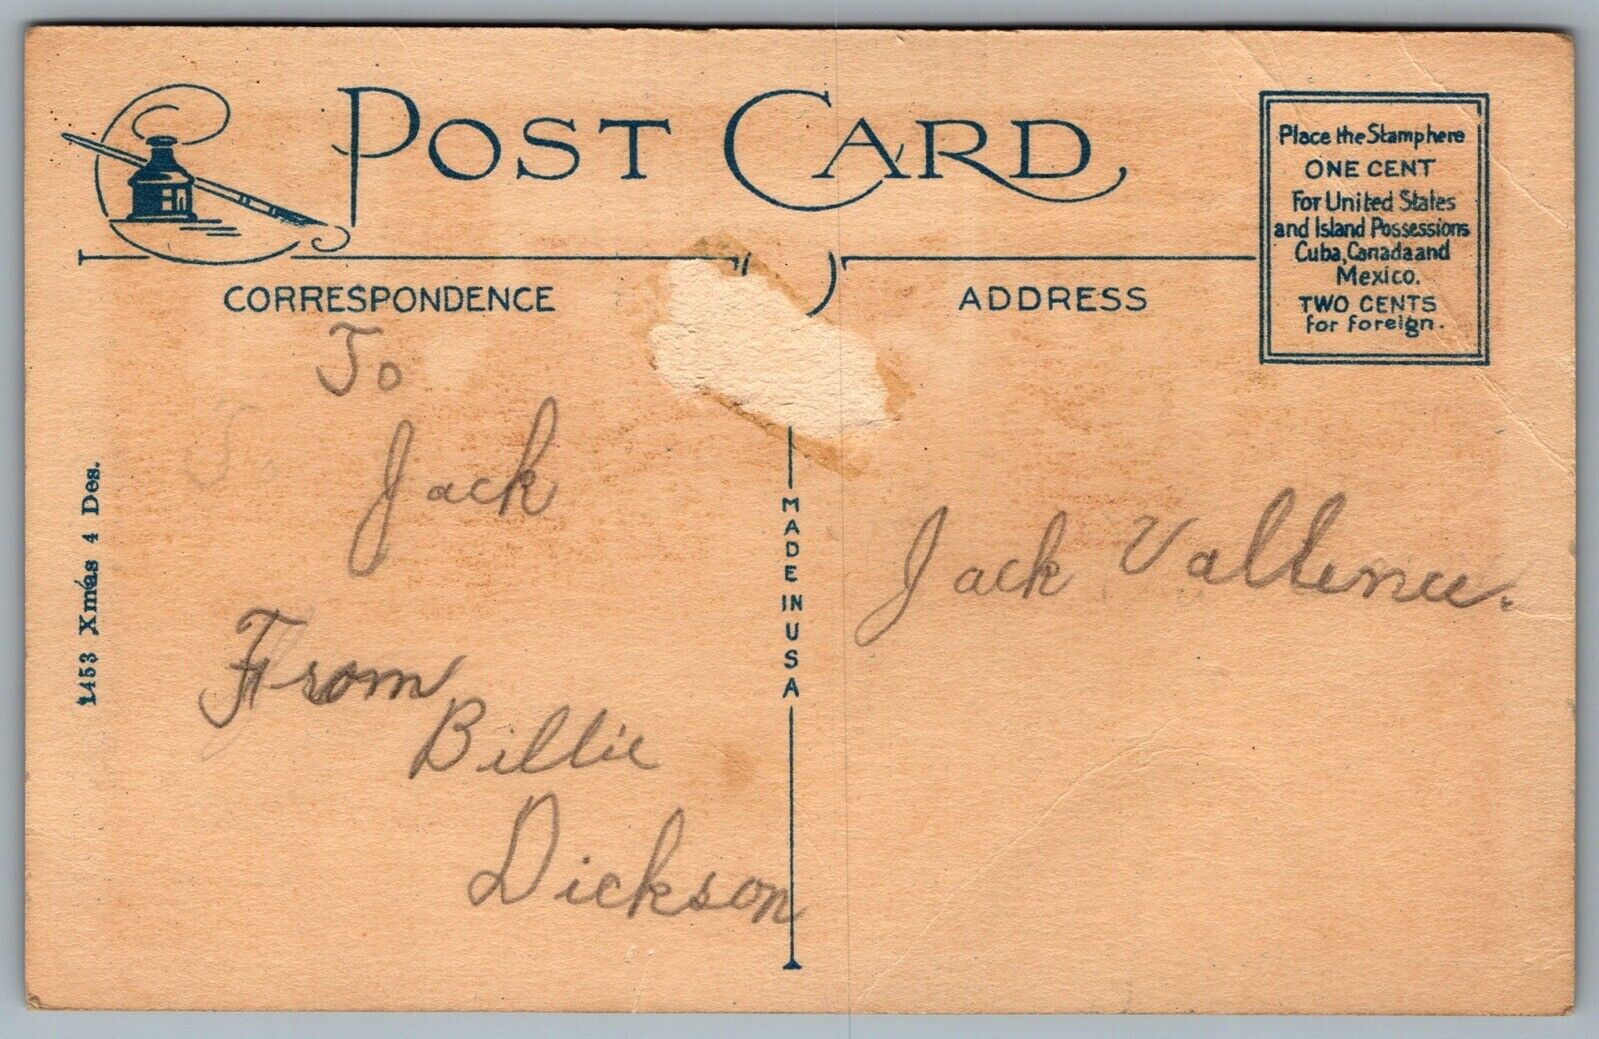 POST CARD
Place the Stamp here
ONE CENT
For United States
and Island Possessions
Cuba, Canada and
Mexico.
TWO CENTS
for foreign.
CORRESPONDENCE
ADDRESS
To
Jack
From
Billie
Dickson
1453 Xmas 4 Des.
MADE IN USA
Jack